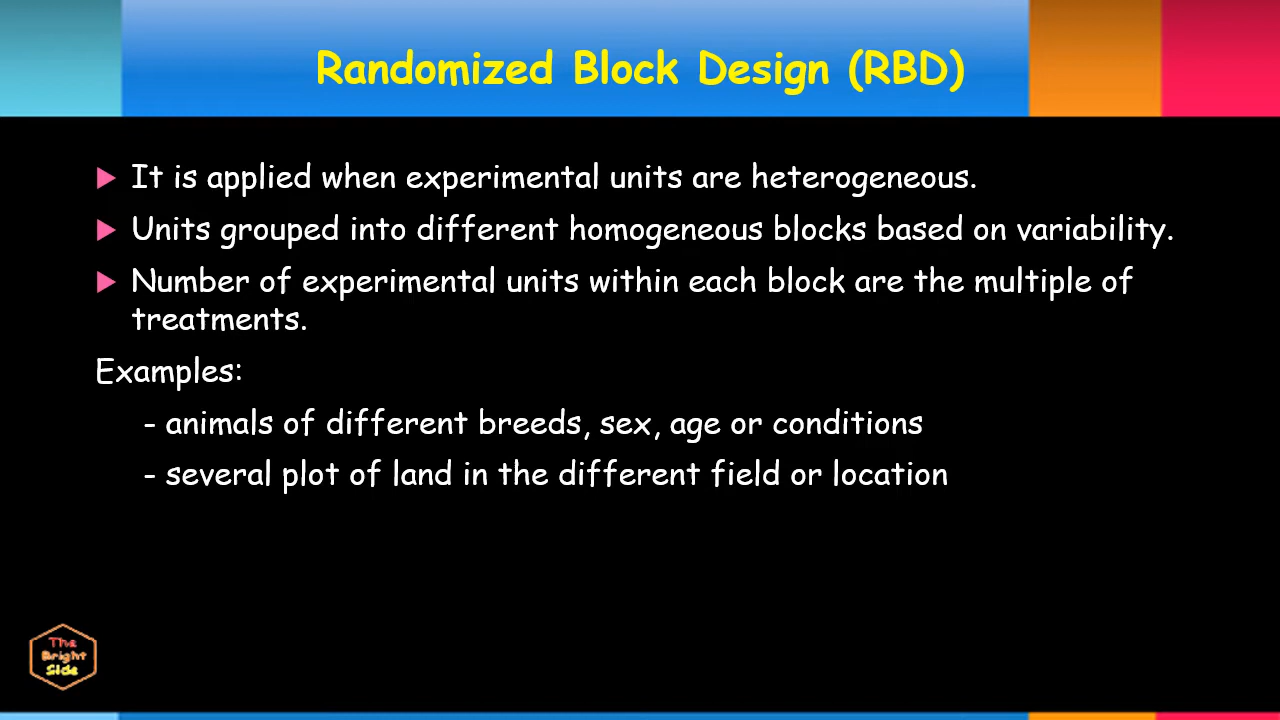 Randomized Block Design (RBD)
It is applied when experimental units are heterogeneous.
Units grouped into different homogeneous blocks based on variability.
Number of experimental units within each block are the multiple of
treatments.
Examples:
- animals of different breeds, sex, age or conditions
- several plot of land in the different field or location
The
Bright
Side